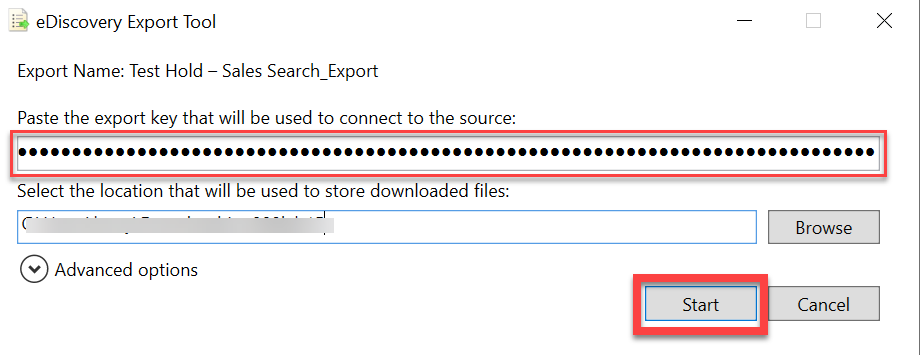 eDiscovery Export Tool
Export Name: Test Hold – Sales Search_Export
Paste the export key that will be used to connect to the source:
Select the location that will be used to store downloaded files:
Browse
Advanced options
Start
Cancel